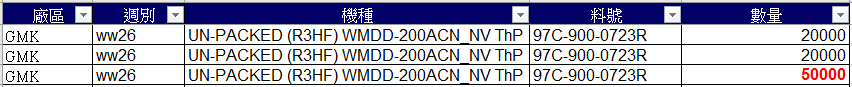 廠區 週別 機種 料號 數量
GMK ww26 UN-PACKED (R3HF) WMDD-200ACN_NV ThP 97C-900-0723R 20000
GMK ww26 UN-PACKED (R3HF) WMDD-200ACN_NV ThP 97C-900-0723R 20000
GMK ww26 UN-PACKED (R3HF) WMDD-200ACN_NV ThP 97C-900-0723R 50000